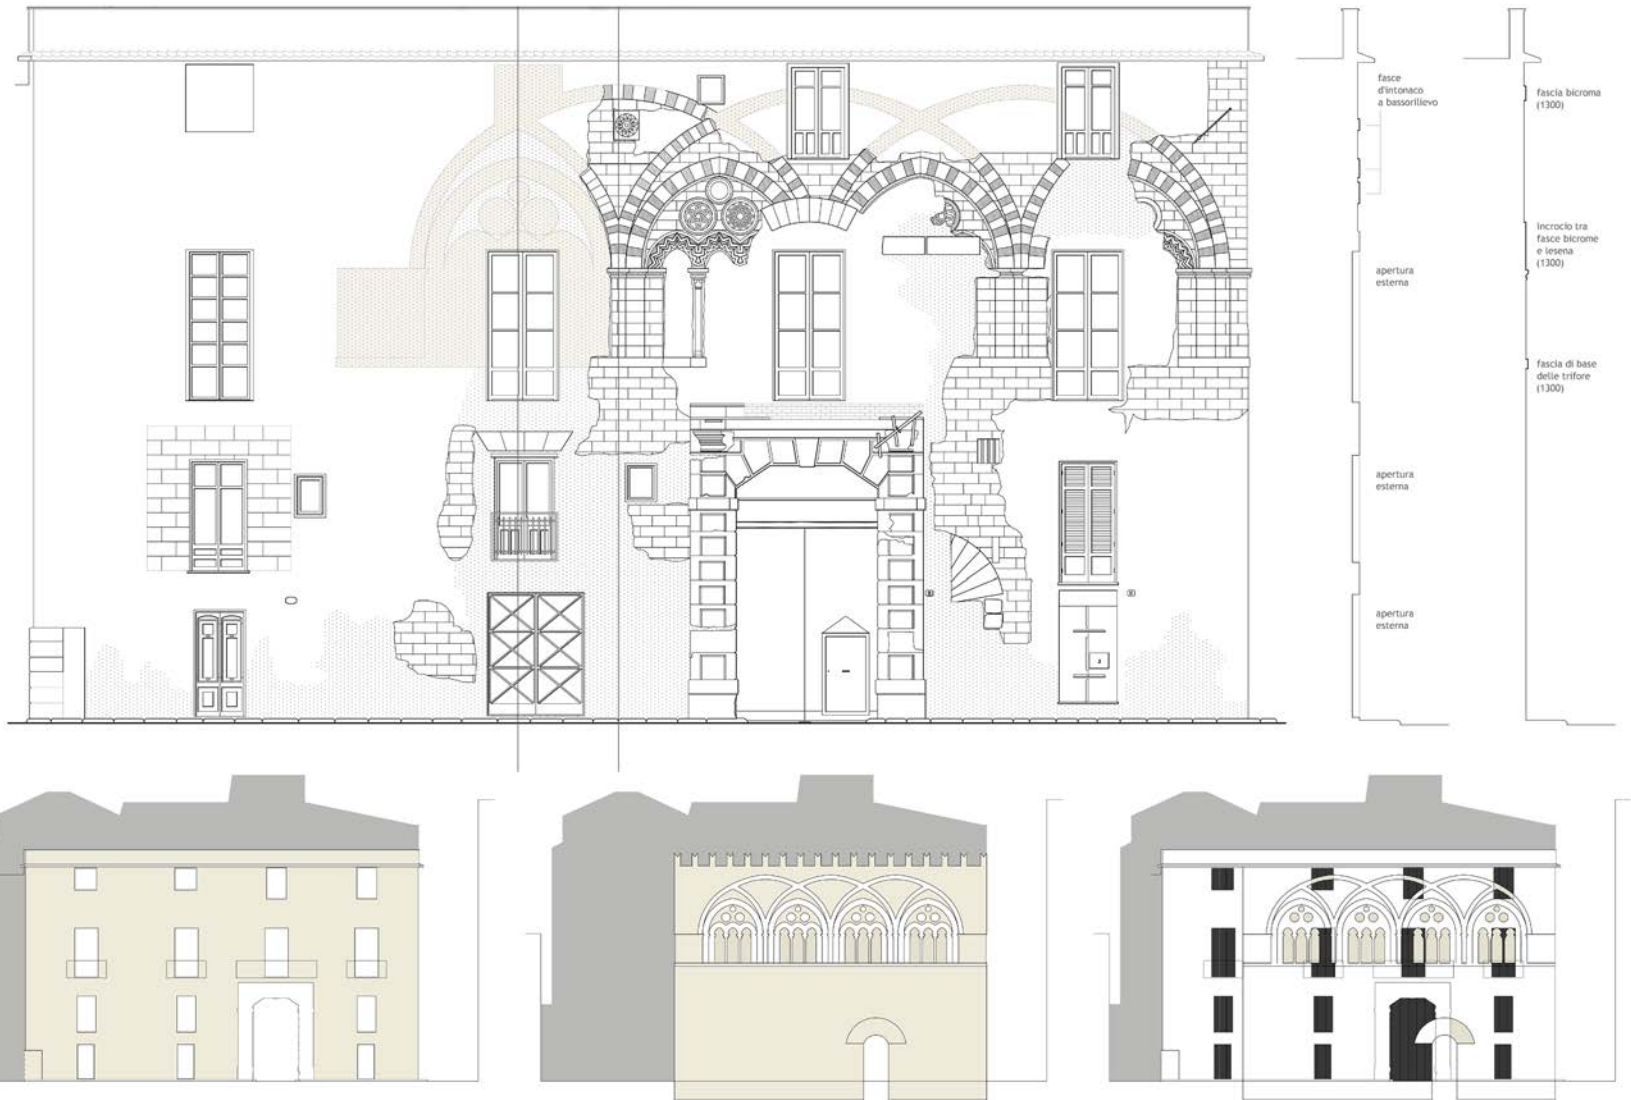 fasce
d'intonaco
a bassorilievo
apertura
esterna
apertura
esterna
apertura
esterna
fascia bicroma
(1300)
incrocio tra
fasce bicrome
e lesena
(1300)
fascia di base
delle trifore
(1300)